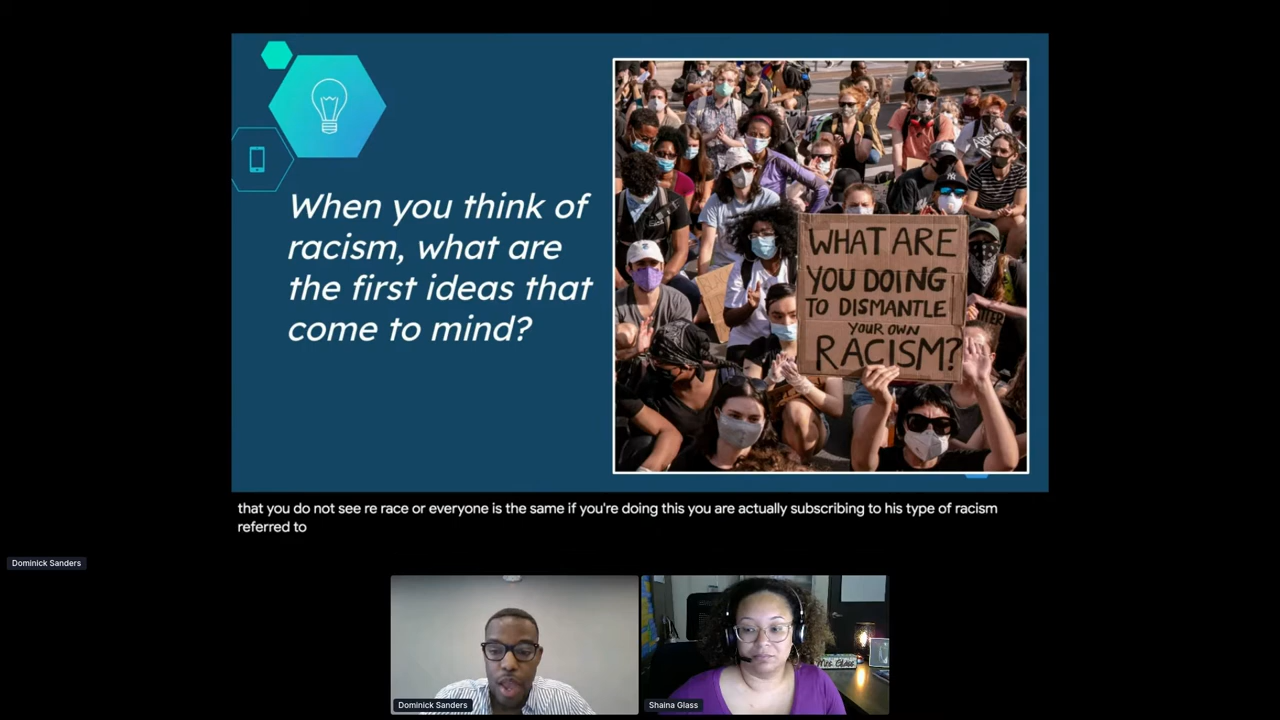 When you think of
racism, what are
the first ideas that
come to mind?
WHAT ARE
YOU DOING
TO DISMANTLE
YOUR OWN
RACISM?
that you do not see re race or everyone is the same if you're doing this you are actually subscribing to his type of racism
referred to
Dominick Sanders
Dominick Sanders
Shaina Glass
Mrs. Glass